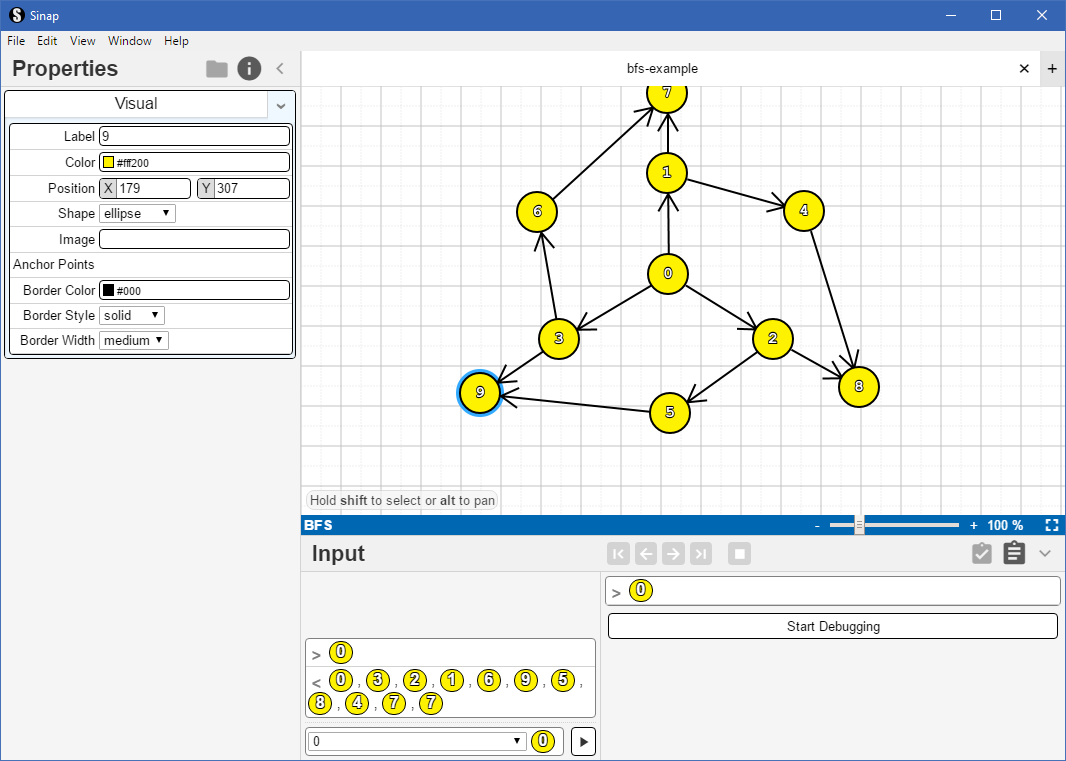 Sinap
File Edit View Window Help
Properties
bfs-example
Visual
Label 9
Color #fff200
Position X 179 Y 307
Shape ellipse
Image
Anchor Points
Border Color #000
Border Style solid
Border Width medium
7
1
6
4
0
3
2
9
8
5
Hold shift to select or alt to pan
BFS - + 100 %
Input
> 0
Start Debugging
> 0
< 0 , 3 , 2 , 1 , 6 , 9 , 5 ,
8 , 4 , 7 , 7
0 0